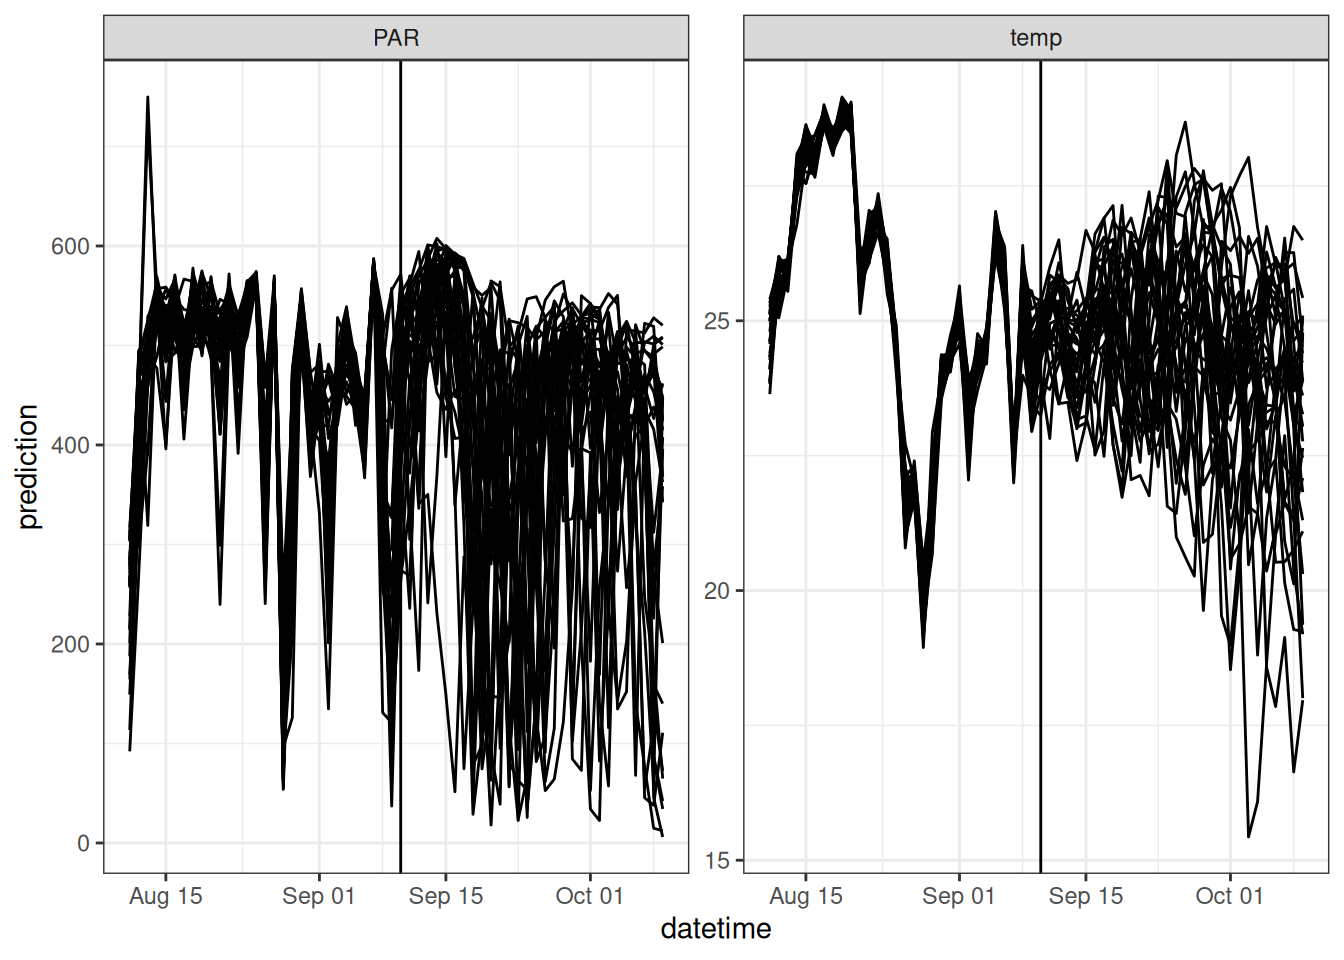 PAR
temp
prediction
600
400
200
0
25
20
15
Aug 15
Sep 01
Sep 15
Oct 01
Aug 15
Sep 01
Sep 15
Oct 01
datetime